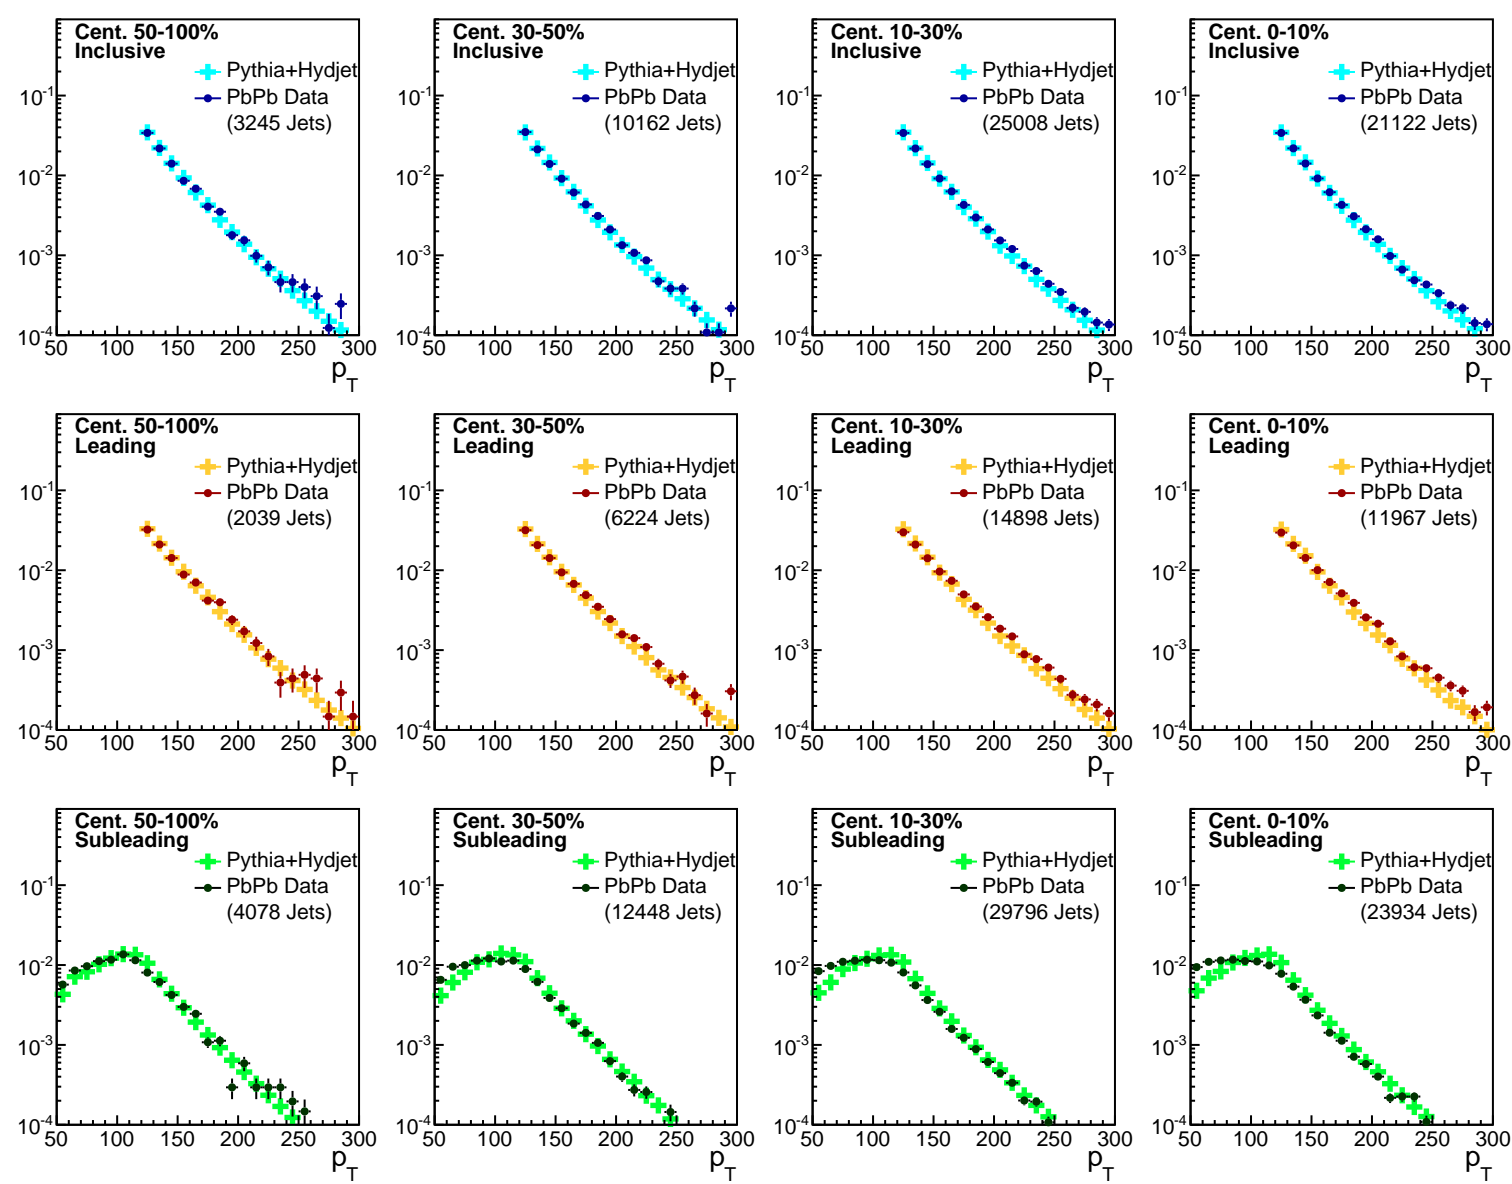 Cent. 50-100%
Inclusive
Pythia+Hydjet
PbPb Data
(3245 Jets)
10^-1
10^-2
10^-3
10^-4
50 100 150 200 250 300
p_T
Cent. 30-50%
Inclusive
Pythia+Hydjet
PbPb Data
(10162 Jets)
10^-1
10^-2
10^-3
10^-4
50 100 150 200 250 300
p_T
Cent. 10-30%
Inclusive
Pythia+Hydjet
PbPb Data
(25008 Jets)
10^-1
10^-2
10^-3
10^-4
50 100 150 200 250 300
p_T
Cent. 0-10%
Inclusive
Pythia+Hydjet
PbPb Data
(21122 Jets)
10^-1
10^-2
10^-3
10^-4
50 100 150 200 250 300
p_T
Cent. 50-100%
Leading
Pythia+Hydjet
PbPb Data
(2039 Jets)
10^-1
10^-2
10^-3
10^-4
50 100 150 200 250 300
p_T
Cent. 30-50%
Leading
Pythia+Hydjet
PbPb Data
(6224 Jets)
10^-1
10^-2
10^-3
10^-4
50 100 150 200 250 300
p_T
Cent. 10-30%
Leading
Pythia+Hydjet
PbPb Data
(14898 Jets)
10^-1
10^-2
10^-3
10^-4
50 100 150 200 250 300
p_T
Cent. 0-10%
Leading
Pythia+Hydjet
PbPb Data
(11967 Jets)
10^-1
10^-2
10^-3
10^-4
50 100 150 200 250 300
p_T
Cent. 50-100%
Subleading
Pythia+Hydjet
PbPb Data
(4078 Jets)
10^-1
10^-2
10^-3
10^-4
50 100 150 200 250 300
p_T
Cent. 30-50%
Subleading
Pythia+Hydjet
PbPb Data
(12448 Jets)
10^-1
10^-2
10^-3
10^-4
50 100 150 200 250 300
p_T
Cent. 10-30%
Subleading
Pythia+Hydjet
PbPb Data
(29796 Jets)
10^-1
10^-2
10^-3
10^-4
50 100 150 200 250 300
p_T
Cent. 0-10%
Subleading
Pythia+Hydjet
PbPb Data
(23934 Jets)
10^-1
10^-2
10^-3
10^-4
50 100 150 200 250 300
p_T